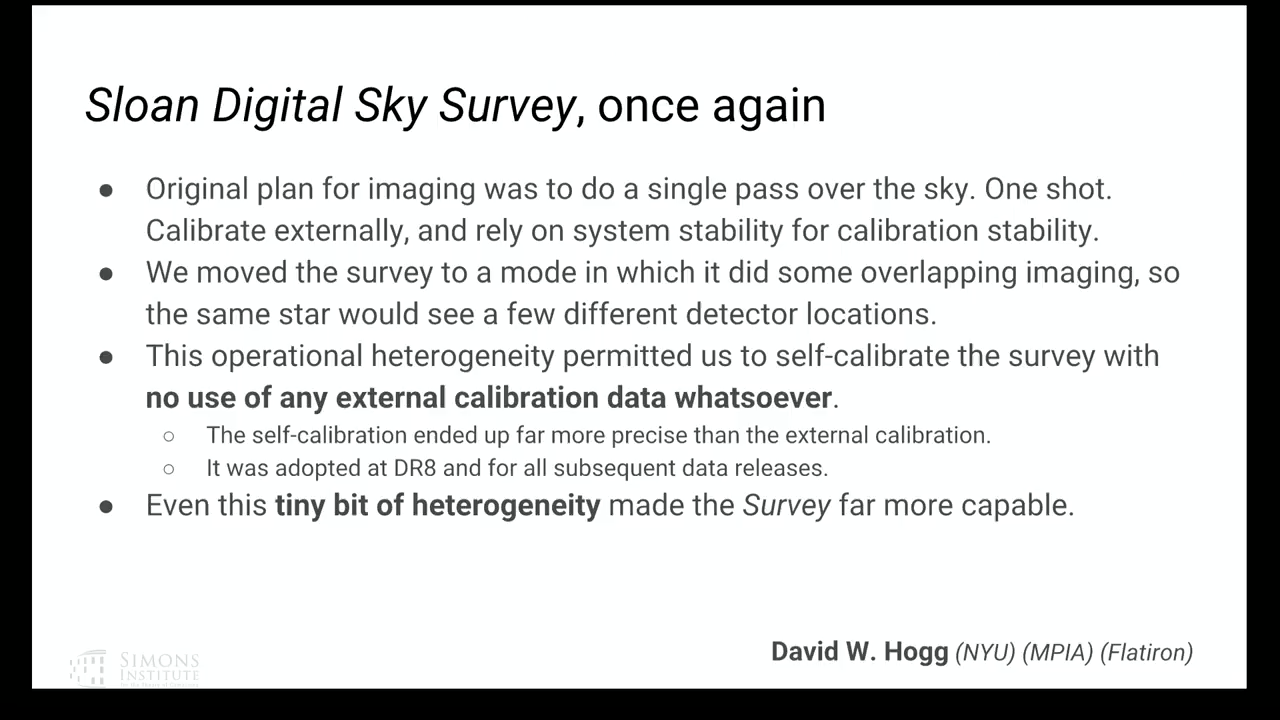 Sloan Digital Sky Survey, once again
● Original plan for imaging was to do a single pass over the sky. One shot.
Calibrate externally, and rely on system stability for calibration stability.
● We moved the survey to a mode in which it did some overlapping imaging, so
the same star would see a few different detector locations.
● This operational heterogeneity permitted us to self-calibrate the survey with
no use of any external calibration data whatsoever.
○ The self-calibration ended up far more precise than the external calibration.
○ It was adopted at DR8 and for all subsequent data releases.
● Even this tiny bit of heterogeneity made the Survey far more capable.
David W. Hogg (NYU) (MPIA) (Flatiron)
SIMONS
INSTITUTE